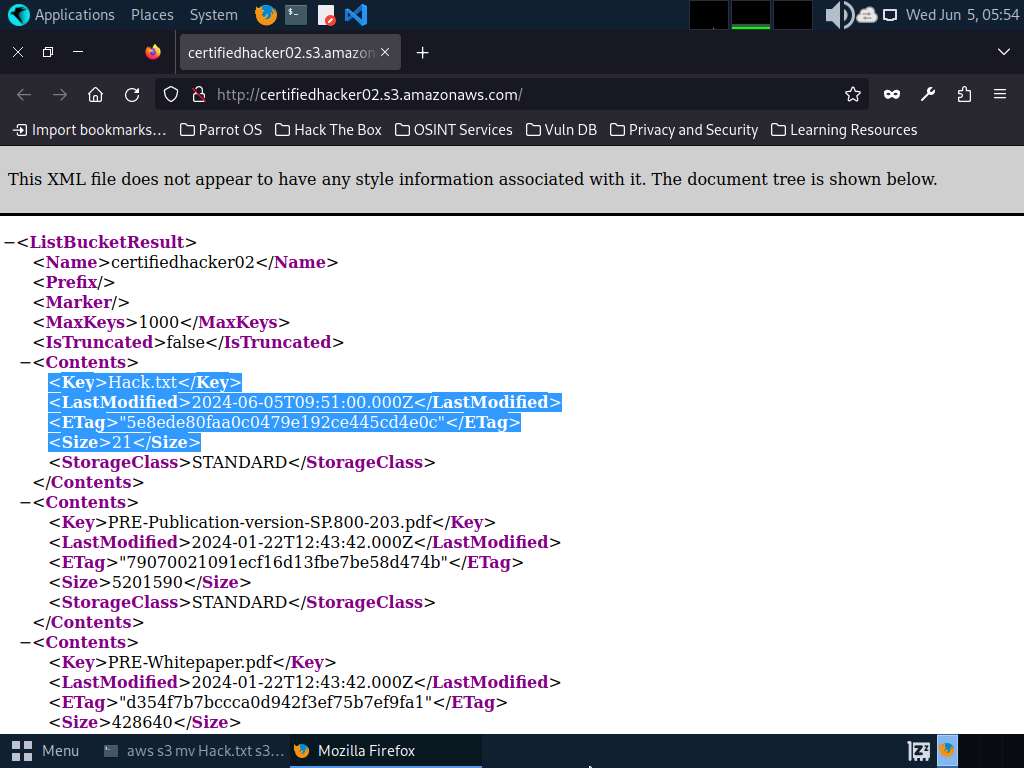 Applications Places System
Wed Jun 5, 05:54
certifiedhacker02.s3.amazon
http://certifiedhacker02.s3.amazonaws.com/
Import bookmarks… Parrot OS Hack The Box OSINT Services Vuln DB Privacy and Security Learning Resources
This XML file does not appear to have any style information associated with it. The document tree is shown below.
−<ListBucketResult>
<Name>certifiedhacker02</Name>
<Prefix/>
<Marker/>
<MaxKeys>1000</MaxKeys>
<IsTruncated>false</IsTruncated>
−<Contents>
<Key>Hack.txt</Key>
<LastModified>2024-06-05T09:51:00.000Z</LastModified>
<ETag>"5e8ede80faa0c0479e192ce445cd4e0c"</ETag>
<Size>21</Size>
<StorageClass>STANDARD</StorageClass>
</Contents>
−<Contents>
<Key>PRE-Publication-version-SP.800-203.pdf</Key>
<LastModified>2024-01-22T12:43:42.000Z</LastModified>
<ETag>"79070021091ecf16d13fbe7be58d474b"</ETag>
<Size>5201590</Size>
<StorageClass>STANDARD</StorageClass>
</Contents>
−<Contents>
<Key>PRE-Whitepaper.pdf</Key>
<LastModified>2024-01-22T12:43:42.000Z</LastModified>
<ETag>"d354f7b7bccca0d942f3ef75b7ef9fa1"</ETag>
<Size>428640</Size>
Menu aws s3 mv Hack.txt s3... Mozilla Firefox